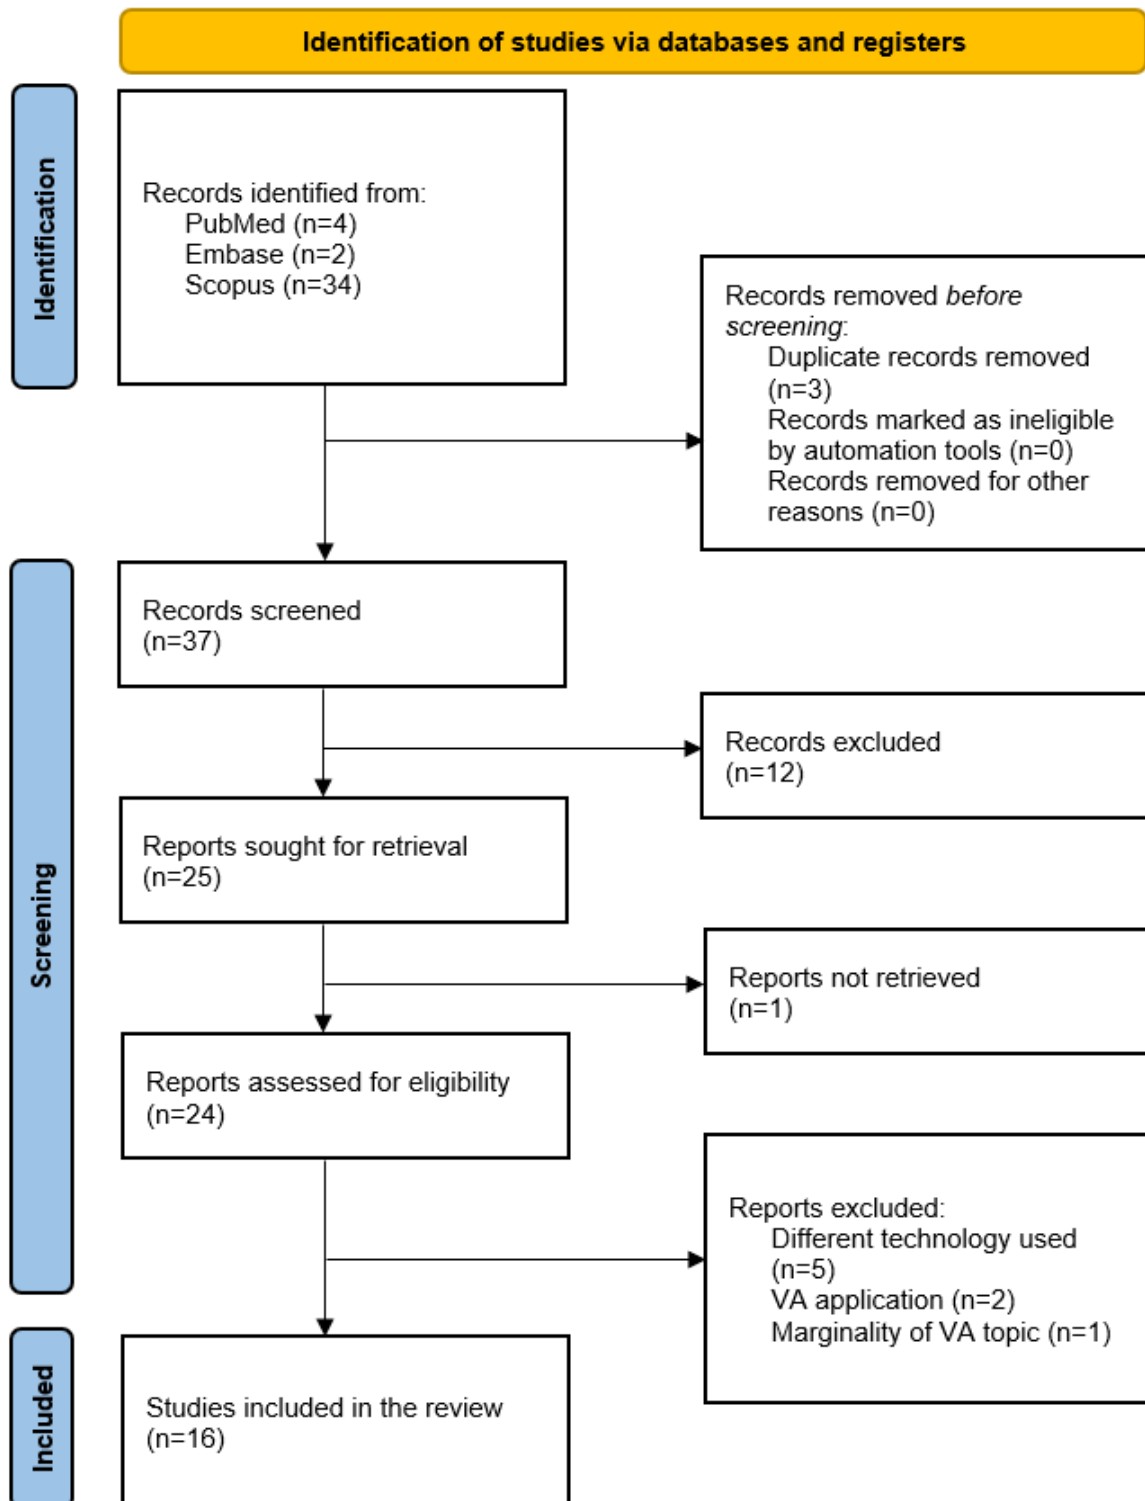 Identification of studies via databases and registers
Identification
Records identified from:
PubMed (n=4)
Embase (n=2)
Scopus (n=34)
Records removed before
screening:
Duplicate records removed
(n=3)
Records marked as ineligible
by automation tools (n=0)
Records removed for other
reasons (n=0)
Screening
Records screened
(n=37)
Records excluded
(n=12)
Reports sought for retrieval
(n=25)
Reports not retrieved
(n=1)
Reports assessed for eligibility
(n=24)
Reports excluded:
Different technology used
(n=5)
VA application (n=2)
Marginality of VA topic (n=1)
Included
Studies included in the review
(n=16)